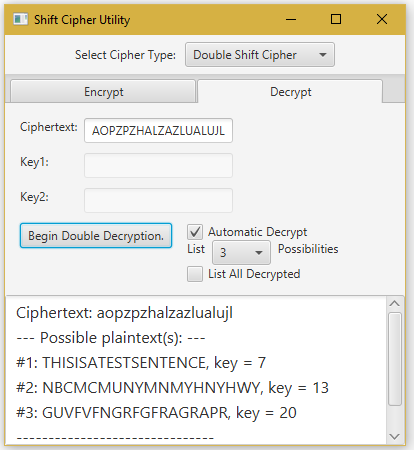 Shift Cipher Utility
Select Cipher Type: Double Shift Cipher
Encrypt Decrypt
Ciphertext: AOPZPZHALZAZLUALUJL
Key1:
Key2:
Begin Double Decryption. Automatic Decrypt
List 3 Possibilities
List All Decrypted
Ciphertext: aopzpzhalzazlualujl
--- Possible plaintext(s): ---
#1: THISISATESTSENTENCE, key = 7
#2: NBCMCMUNYMNMYHNYHWY, key = 13
#3: GUVFVFNGRFGFRAGRAPR, key = 20
-------------------------------